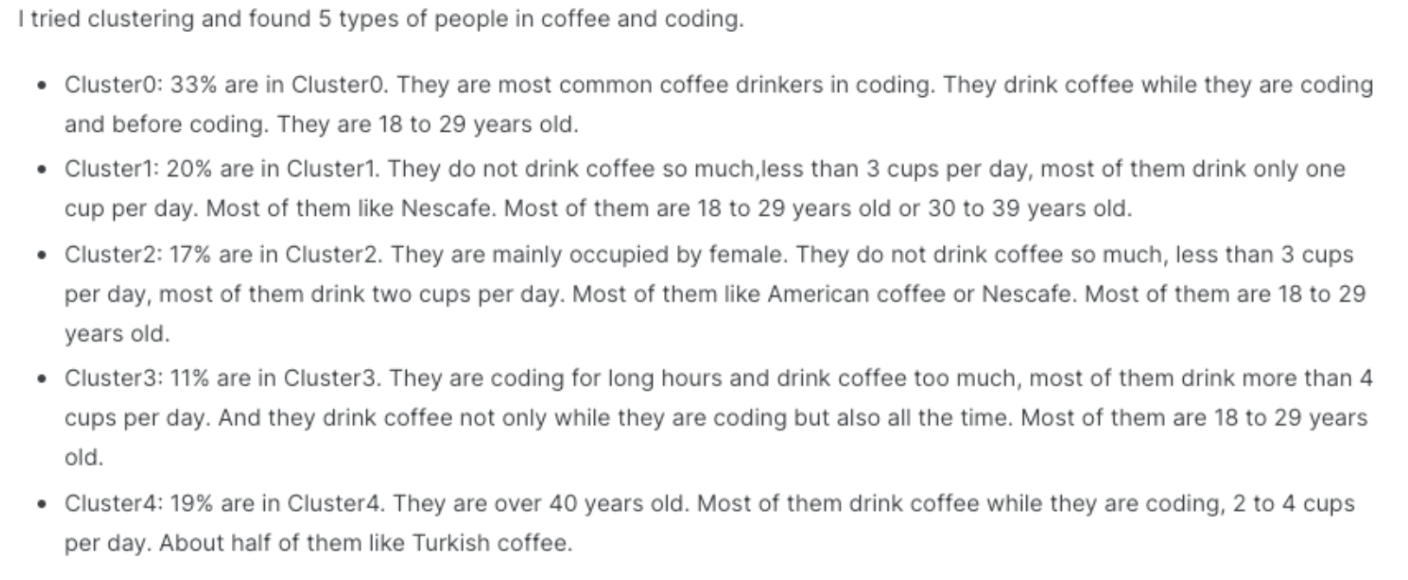 I tried clustering and found 5 types of people in coffee and coding.
• Cluster0: 33% are in Cluster0. They are most common coffee drinkers in coding. They drink coffee while they are coding
and before coding. They are 18 to 29 years old.
• Cluster1: 20% are in Cluster1. They do not drink coffee so much,less than 3 cups per day, most of them drink only one
cup per day. Most of them like Nescafe. Most of them are 18 to 29 years old or 30 to 39 years old.
• Cluster2: 17% are in Cluster2. They are mainly occupied by female. They do not drink coffee so much, less than 3 cups
per day, most of them drink two cups per day. Most of them like American coffee or Nescafe. Most of them are 18 to 29
years old.
• Cluster3: 11% are in Cluster3. They are coding for long hours and drink coffee too much, most of them drink more than 4
cups per day. And they drink coffee not only while they are coding but also all the time. Most of them are 18 to 29 years
old.
• Cluster4: 19% are in Cluster4. They are over 40 years old. Most of them drink coffee while they are coding, 2 to 4 cups
per day. About half of them like Turkish coffee.